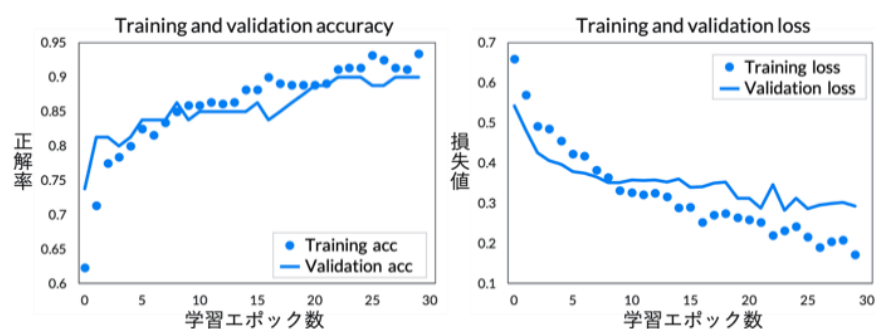 Training and validation accuracy
0.95
0.9
0.85
0.8
0.75
0.7
0.65
0.6
正解率
Training acc
Validation acc
0 5 10 15 20 25 30
学習エポック数
Training and validation loss
0.7
0.6
0.5
0.4
0.3
0.2
0.1
損失値
Training loss
Validation loss
0 5 10 15 20 25 30
学習エポック数